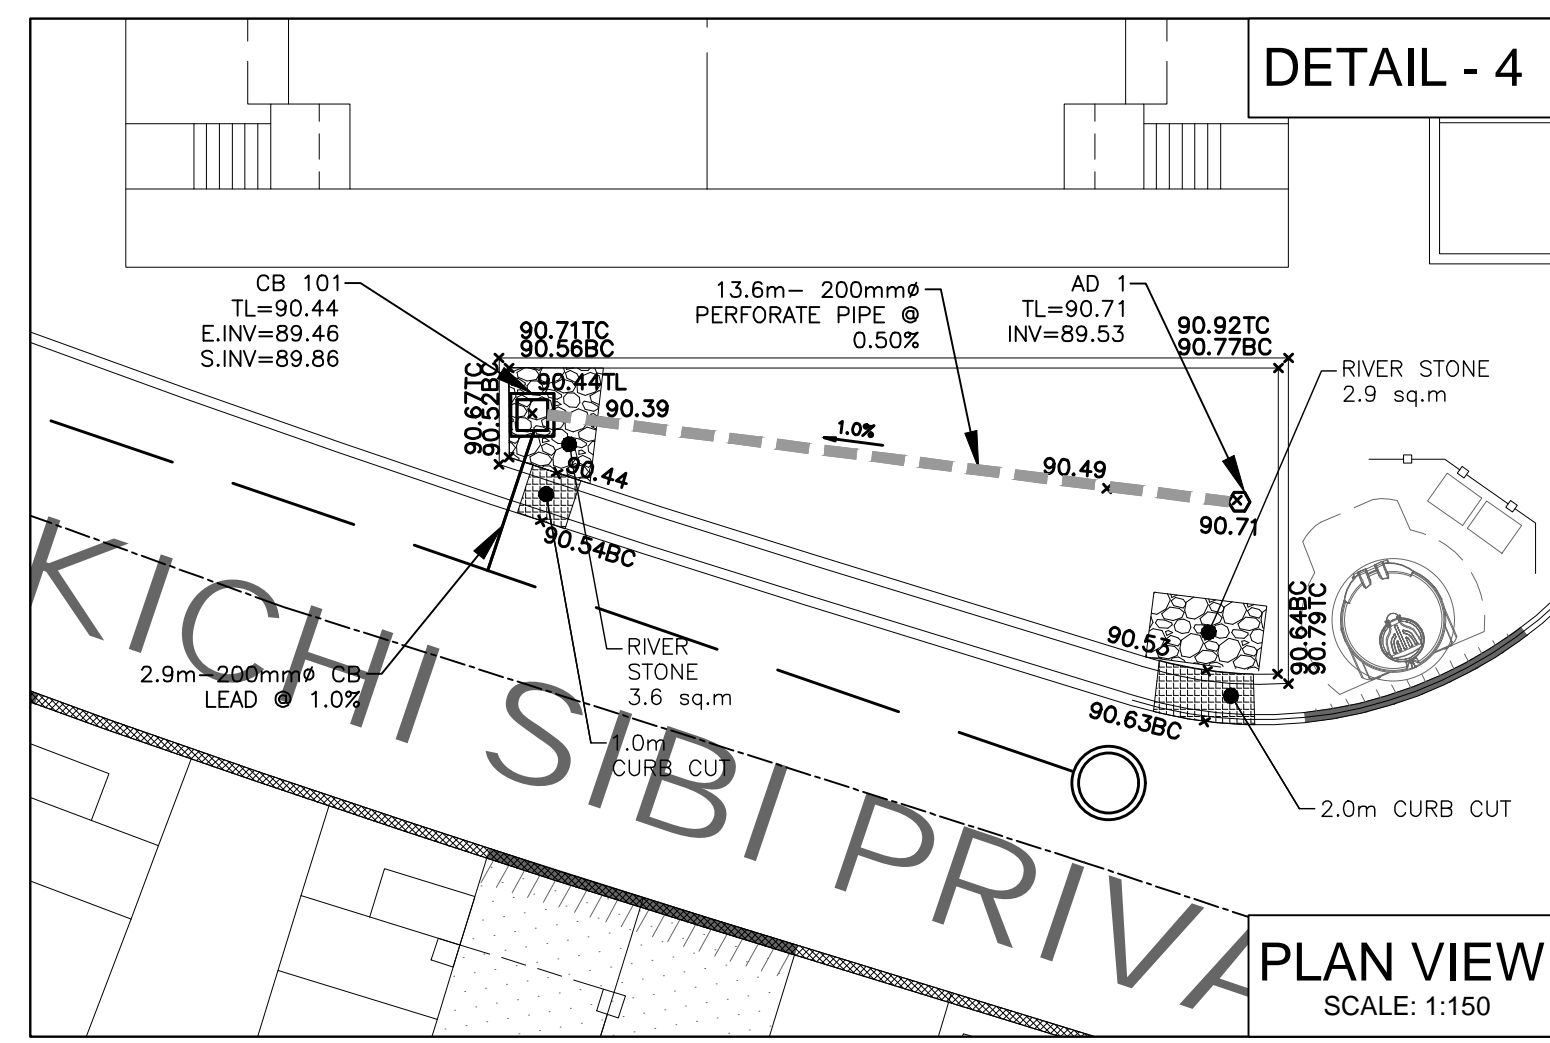 DETAIL - 4
CB 101
TL=90.44
E.INV=89.46
S.INV=89.86
13.6m- 200mmø
PERFORATE PIPE @
0.50%
AD 1
TL=90.71
INV=89.53
90.71TC
90.56BC
90.92TC
90.77BC
RIVER STONE
2.9 sq.m
90.67TC
90.52BC
90.44TL
90.39
1.0%
90.49
90.44
90.71
90.54BC
90.53
90.64BC
90.79TC
RIVER
STONE
3.6 sq.m
2.9m-200mmø CB
LEAD @ 1.0%
90.63BC
1.0m
CURB CUT
2.0m CURB CUT
KICHI SIBI PRIVA
PLAN VIEW
SCALE: 1:150